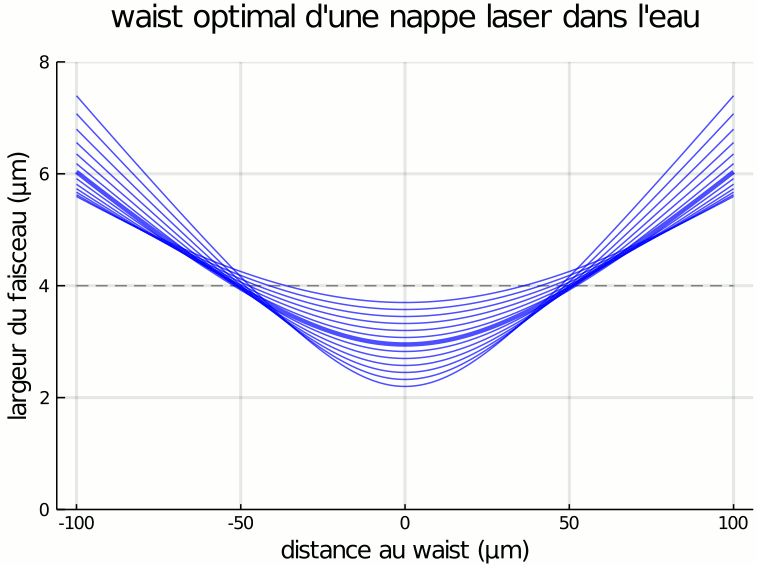 waist optimal d'une nappe laser dans l'eau
8
6
4
2
0
largeur du faisceau (µm)
-100 -50 0 50 100
distance au waist (µm)